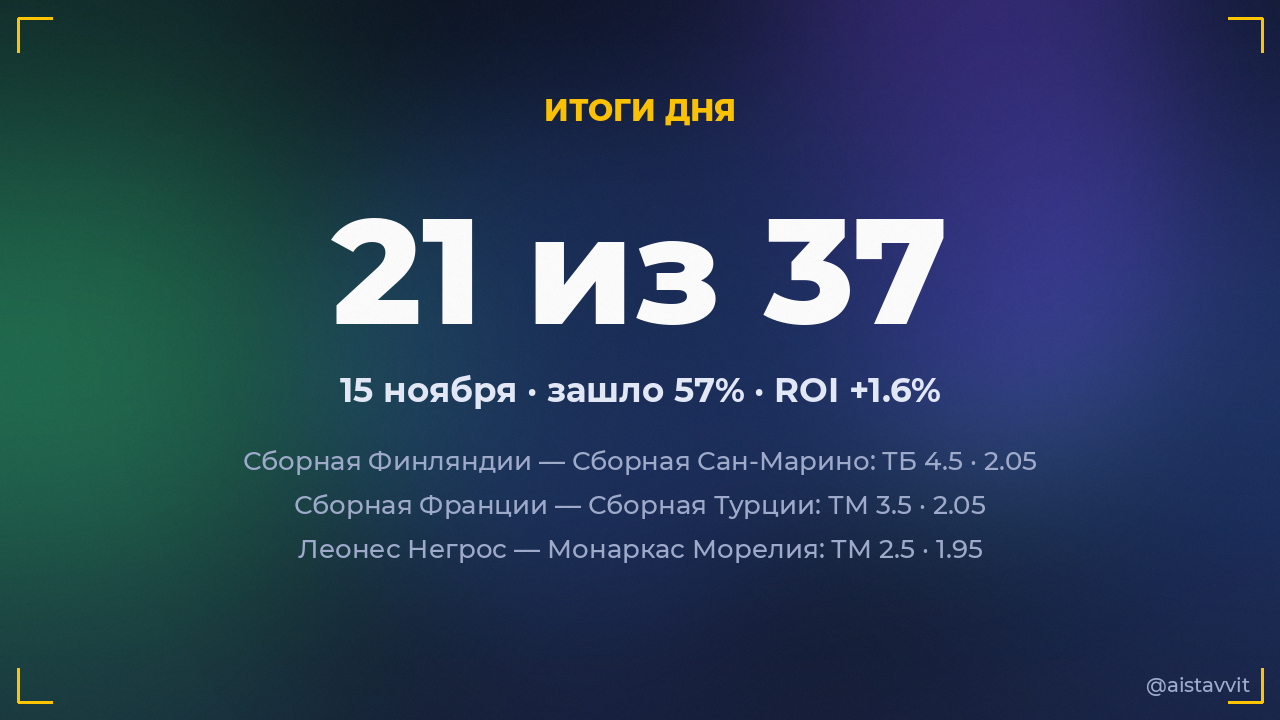 ИТОГИ ДНЯ
21 из 37
15 ноября · зашло 57% · ROI +1.6%
Сборная Финляндии — Сборная Сан-Марино: ТБ 4.5 · 2.05
Сборная Франции — Сборная Турции: ТМ 3.5 · 2.05
Леонес Негрос — Монаркас Морелия: ТМ 2.5 · 1.95
@aistavvit